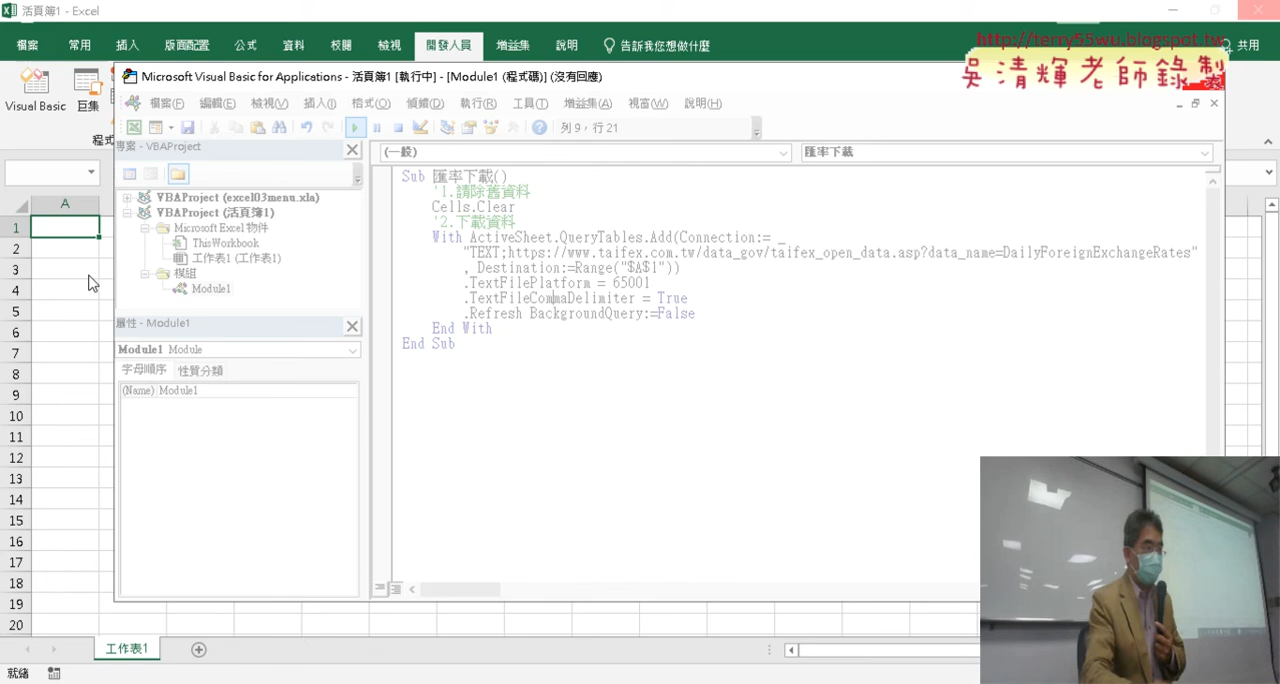 活頁簿1 - Excel
檔案 常用 插入 版面配置 公式 資料 校閱 檢視 開發人員 增益集 說明 告訴我您想做什麼 共用
http://terry55wu.blogspot.tw
吳清輝老師錄製
Visual Basic 巨集
Microsoft Visual Basic for Applications - 活頁簿1 [執行中] - [Module1 (程式碼)] (沒有回應)
檔案(F) 編輯(E) 檢視(V) 插入(I) 格式(O) 偵錯(D) 執行(R) 工具(T) 增益集(A) 視窗(W) 說明(H)
列 9，行 21
專案 - VBAProject
VBAProject (excel03menu.xla)
VBAProject (活頁簿1)
Microsoft Excel 物件
ThisWorkbook
工作表1 (工作表1)
模組
Module1
屬性 - Module1
Module1 Module
字母順序 性質分類
(Name) Module1
(一般) 匯率下載
Sub 匯率下載()
'1.請除舊資料
Cells.Clear
'2.下載資料
With ActiveSheet.QueryTables.Add(Connection:= _
"TEXT;https://www.taifex.com.tw/data_gov/taifex_open_data.asp?data_name=DailyForeignExchangeRates"
, Destination:=Range("$A$1"))
.TextFilePlatform = 65001
.TextFileCommaDelimiter = True
.Refresh BackgroundQuery:=False
End With
End Sub
A
1
2
3
4
5
6
7
8
9
10
11
12
13
14
15
16
17
18
19
20
工作表1
就緒